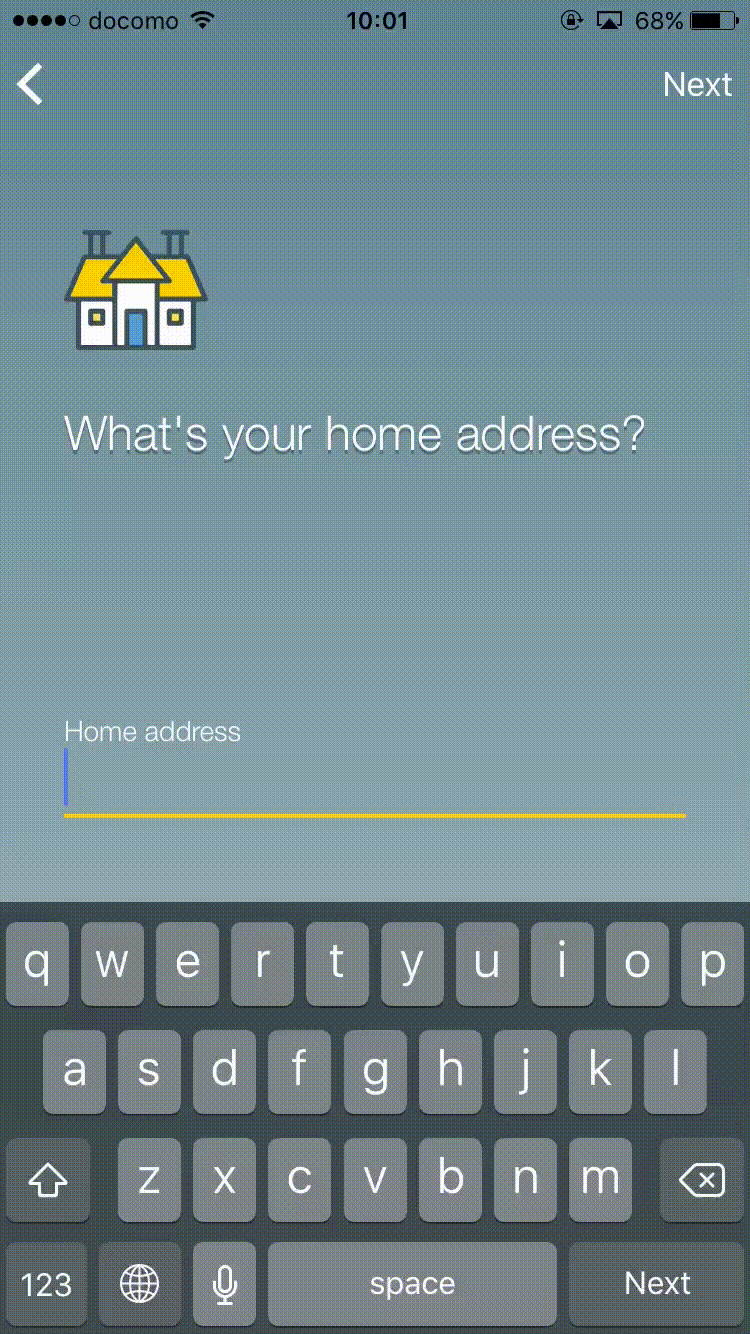 docomo 10:01 68%
Next
What's your home address?
Home address
q w e r t y u i o p
a s d f g h j k l
z x c v b n m
123 space Next